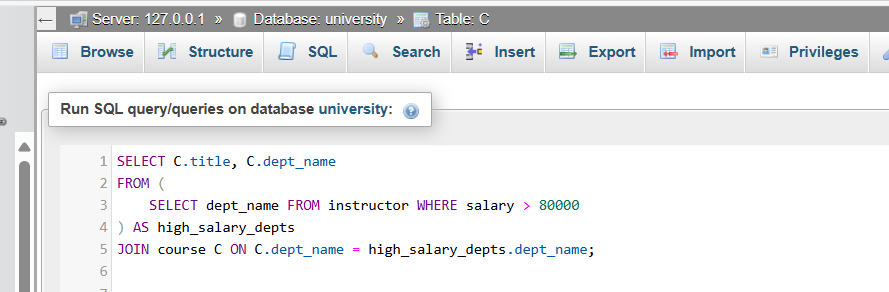 Server: 127.0.0.1 » Database: university » Table: C
Browse Structure SQL Search Insert Export Import Privileges
Run SQL query/queries on database university:
1 SELECT C.title, C.dept_name
2 FROM (
3     SELECT dept_name FROM instructor WHERE salary > 80000
4 ) AS high_salary_depts
5 JOIN course C ON C.dept_name = high_salary_depts.dept_name;
6